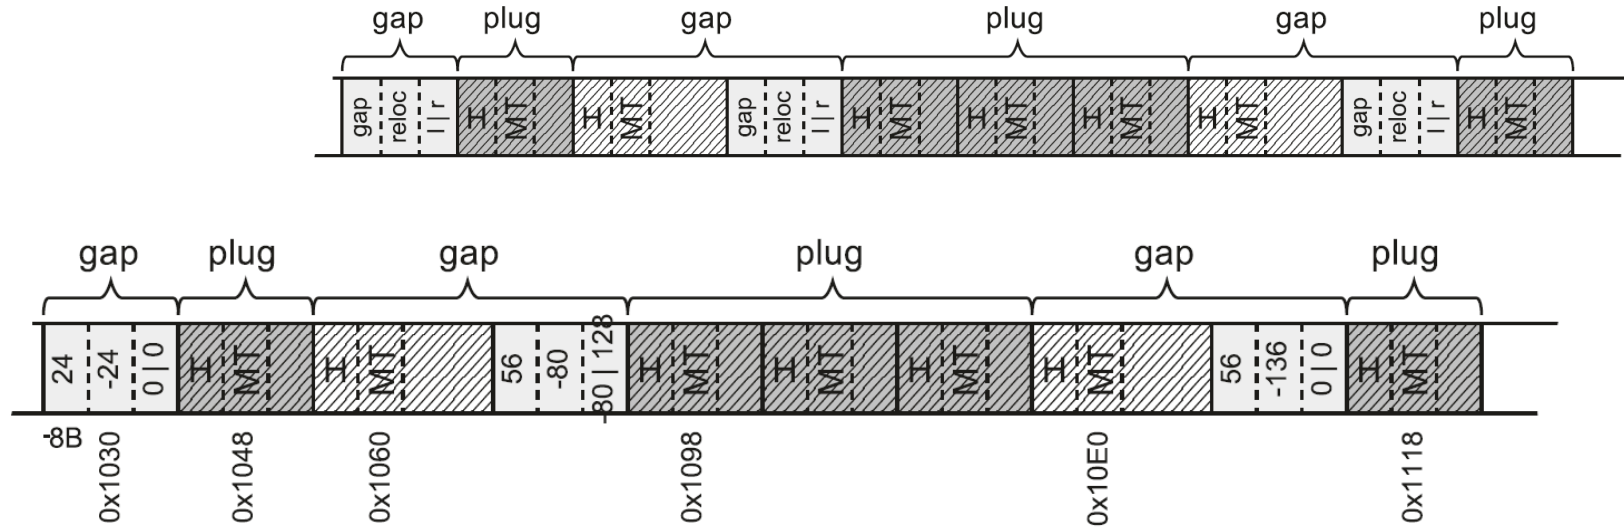 gap plug gap plug gap plug
gap reloc l | r H MT H MT gap reloc l | r H MT H MT H MT H MT gap reloc l | r H MT
gap plug gap plug gap plug
24 -24 0 | 0 H MT H MT 56 -80 -80 | 128 H MT H MT H MT H MT 56 -136 0 | 0 H MT
-8B 0x1030 0x1048 0x1060 0x1098 0x10E0 0x1118